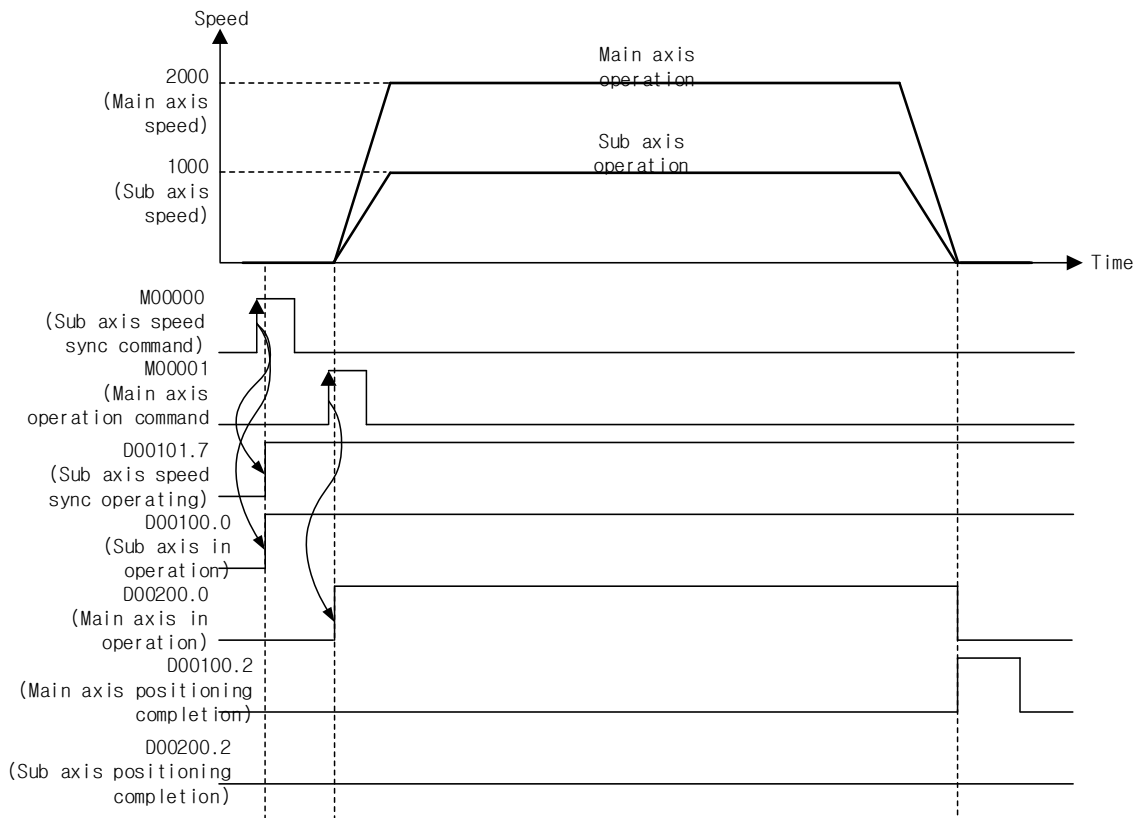 Speed
2000
(Main axis
speed)
Main axis
operation
1000
(Sub axis
speed)
Sub axis
operation
Time
M00000
(Sub axis speed
sync command)
M00001
(Main axis
operation command
D00101.7
(Sub axis speed
sync operating)
D00100.0
(Sub axis in
operation)
D00200.0
(Main axis in
operation)
D00100.2
(Main axis positioning
completion)
D00200.2
(Sub axis positioning
completion)